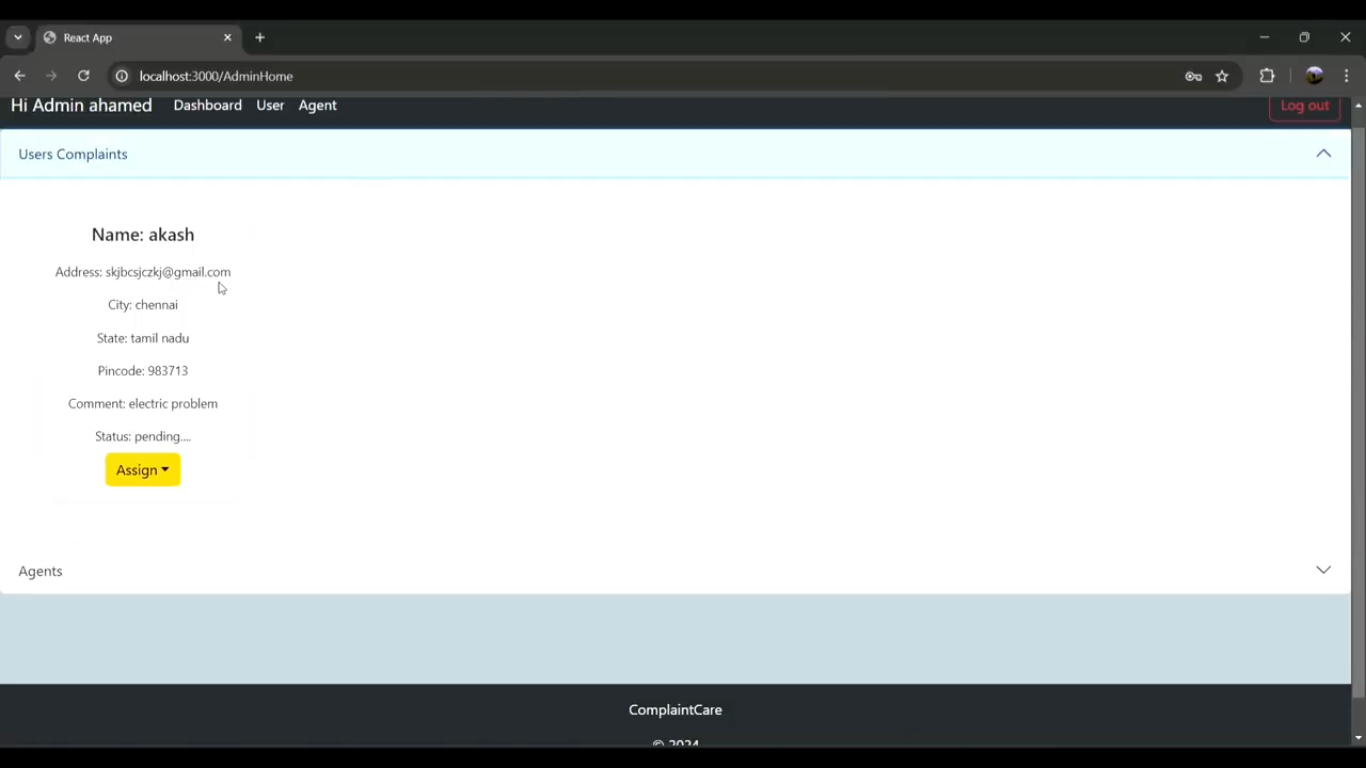 React App
localhost:3000/AdminHome
Hi Admin ahamed Dashboard User Agent Log out
Users Complaints
Name: akash
Address: skjbcsjczkj@gmail.com
City: chennai
State: tamil nadu
Pincode: 983713
Comment: electric problem
Status: pending....
Assign
Agents
ComplaintCare
© 2024